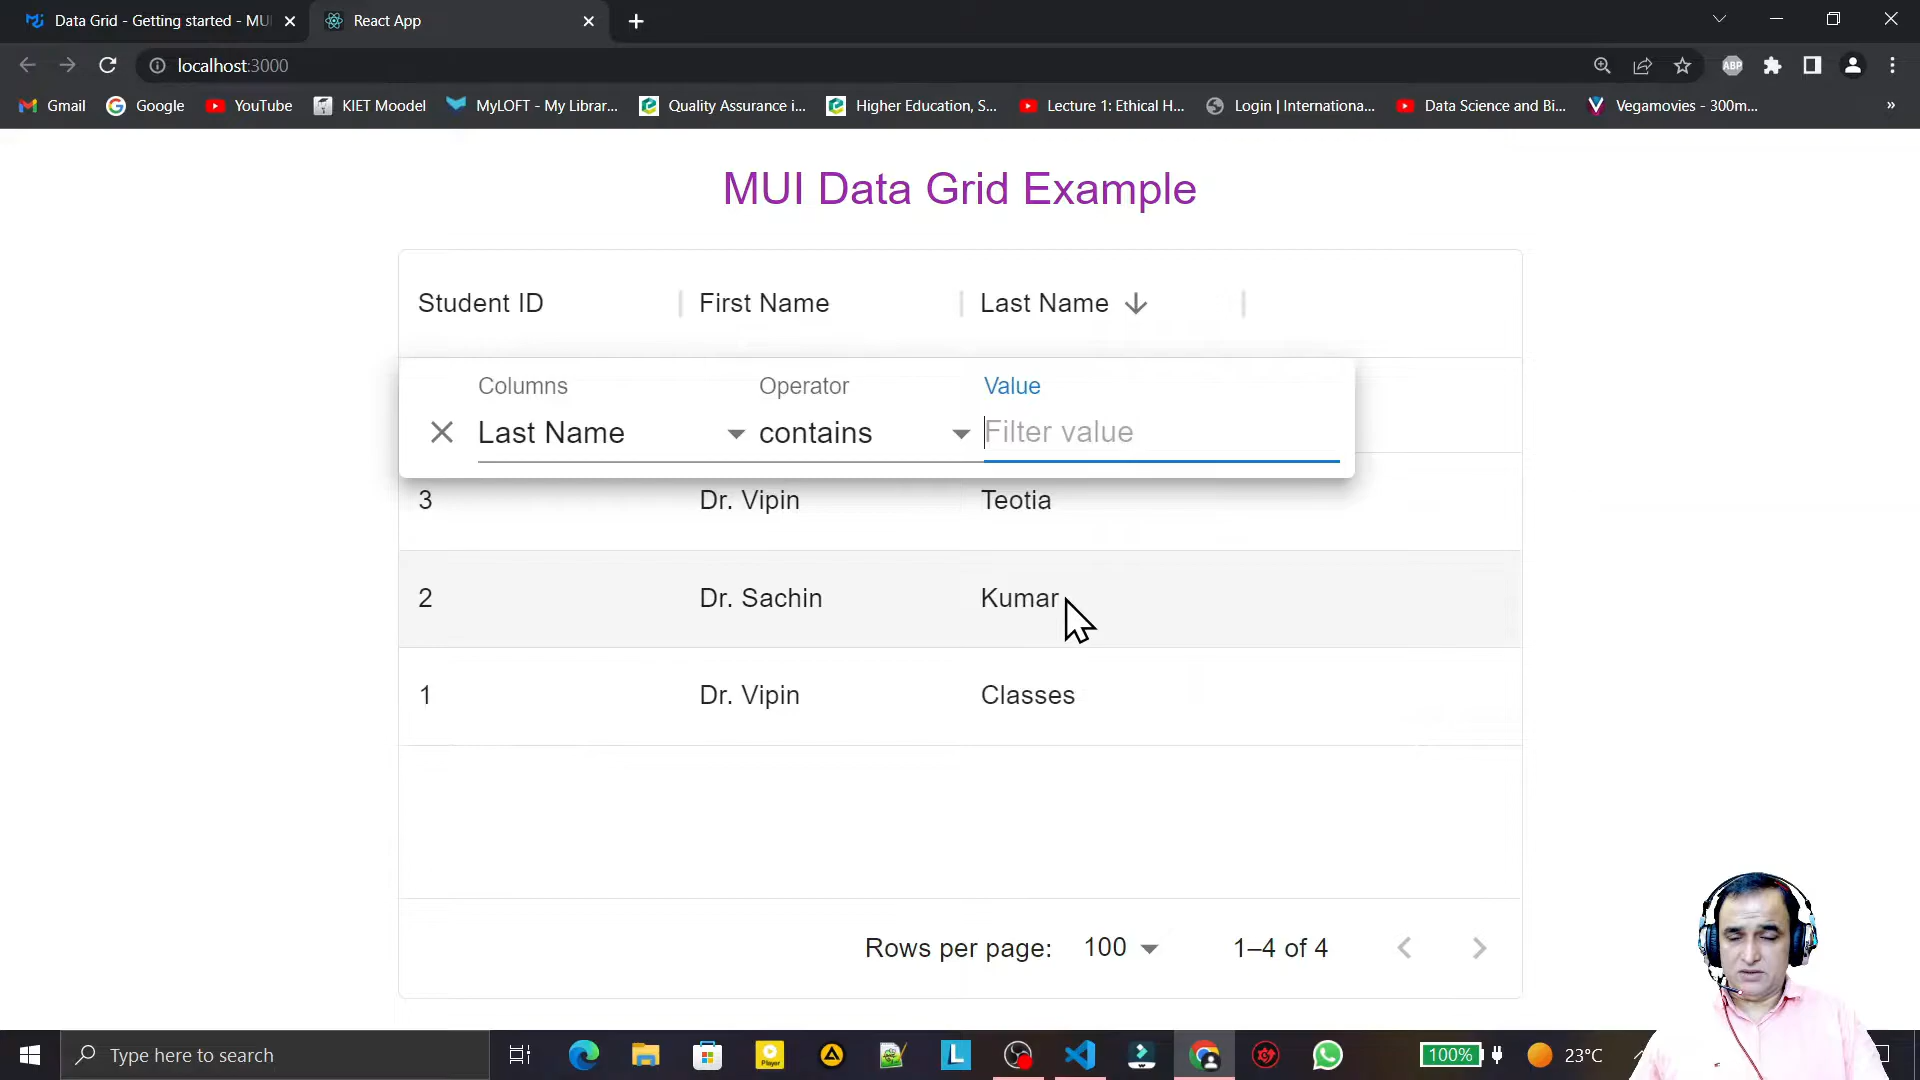 Data Grid - Getting started - MU
React App
localhost:3000
Gmail
Google
YouTube
KIET Moodel
MyLOFT - My Librar...
Quality Assurance i...
Higher Education, S...
Lecture 1: Ethical H...
Login | Internationa...
Data Science and Bi...
Vegamovies - 300m...
»
ABP
MUI Data Grid Example
Student ID
First Name
Last Name
Columns
Operator
Value
Last Name
contains
Filter value
3
Dr. Vipin
Teotia
2
Dr. Sachin
Kumar
1
Dr. Vipin
Classes
Rows per page:
100
1–4 of 4
Type here to search
Player
L
100%
23°C